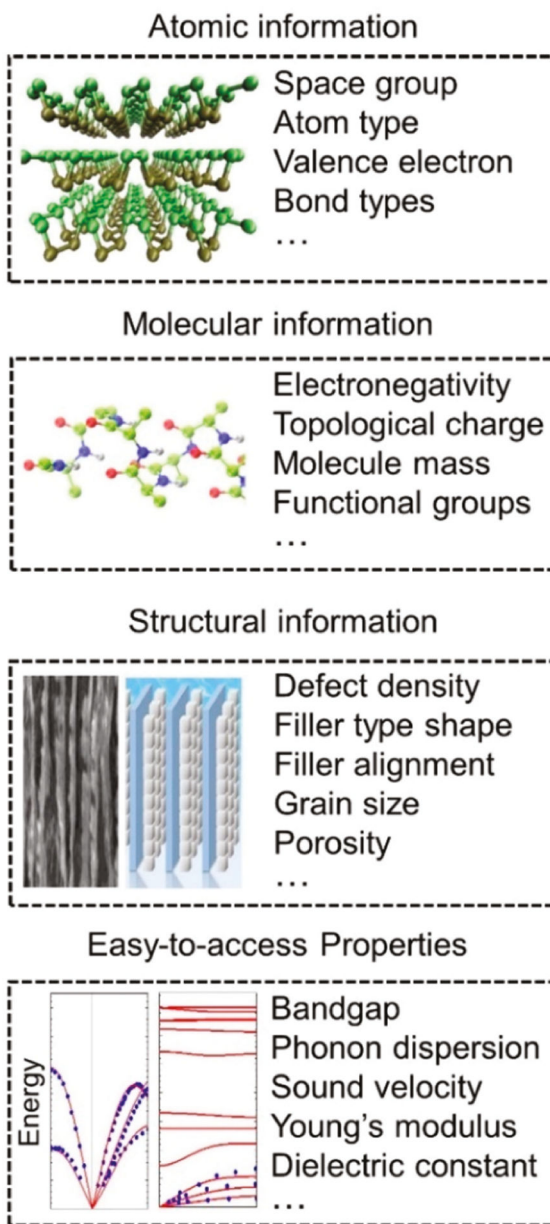 Atomic information
Space group
Atom type
Valence electron
Bond types
…
Molecular information
Electronegativity
Topological charge
Molecule mass
Functional groups
…
Structural information
Defect density
Filler type shape
Filler alignment
Grain size
Porosity
…
Easy-to-access Properties
Energy
Bandgap
Phonon dispersion
Sound velocity
Young's modulus
Dielectric constant
…